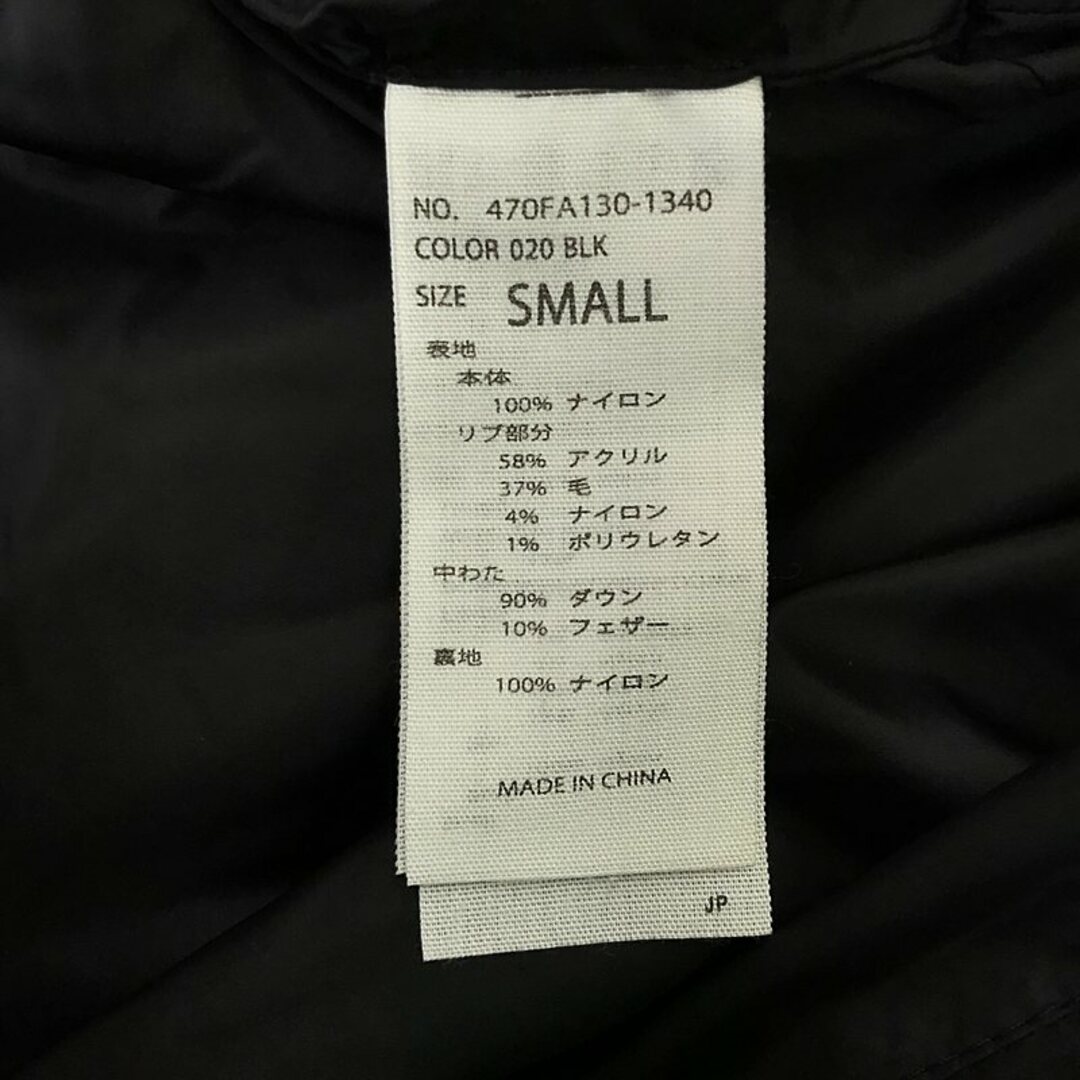 NO. 470FA130-1340
COLOR 020 BLK
SIZE SMALL
表地
本体
100% ナイロン
リブ部分
58% アクリル
37% 毛
4% ナイロン
1% ポリウレタン
中わた
90% ダウン
10% フェザー
裏地
100% ナイロン
MADE IN CHINA
JP